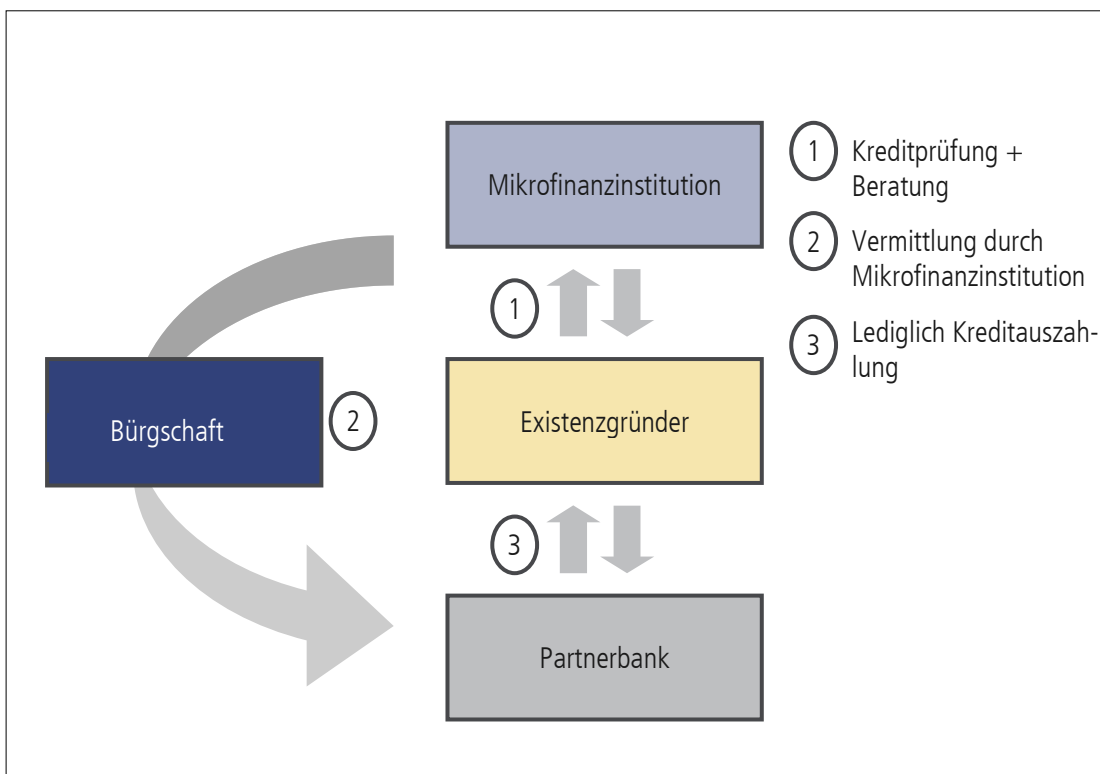 Mikrofinanzinstitution
1
Bürgschaft
2
Existenzgründer
3
Partnerbank
1 Kreditprüfung +
Beratung
2 Vermittlung durch
Mikrofinanzinstitution
3 Lediglich Kreditauszah-
lung